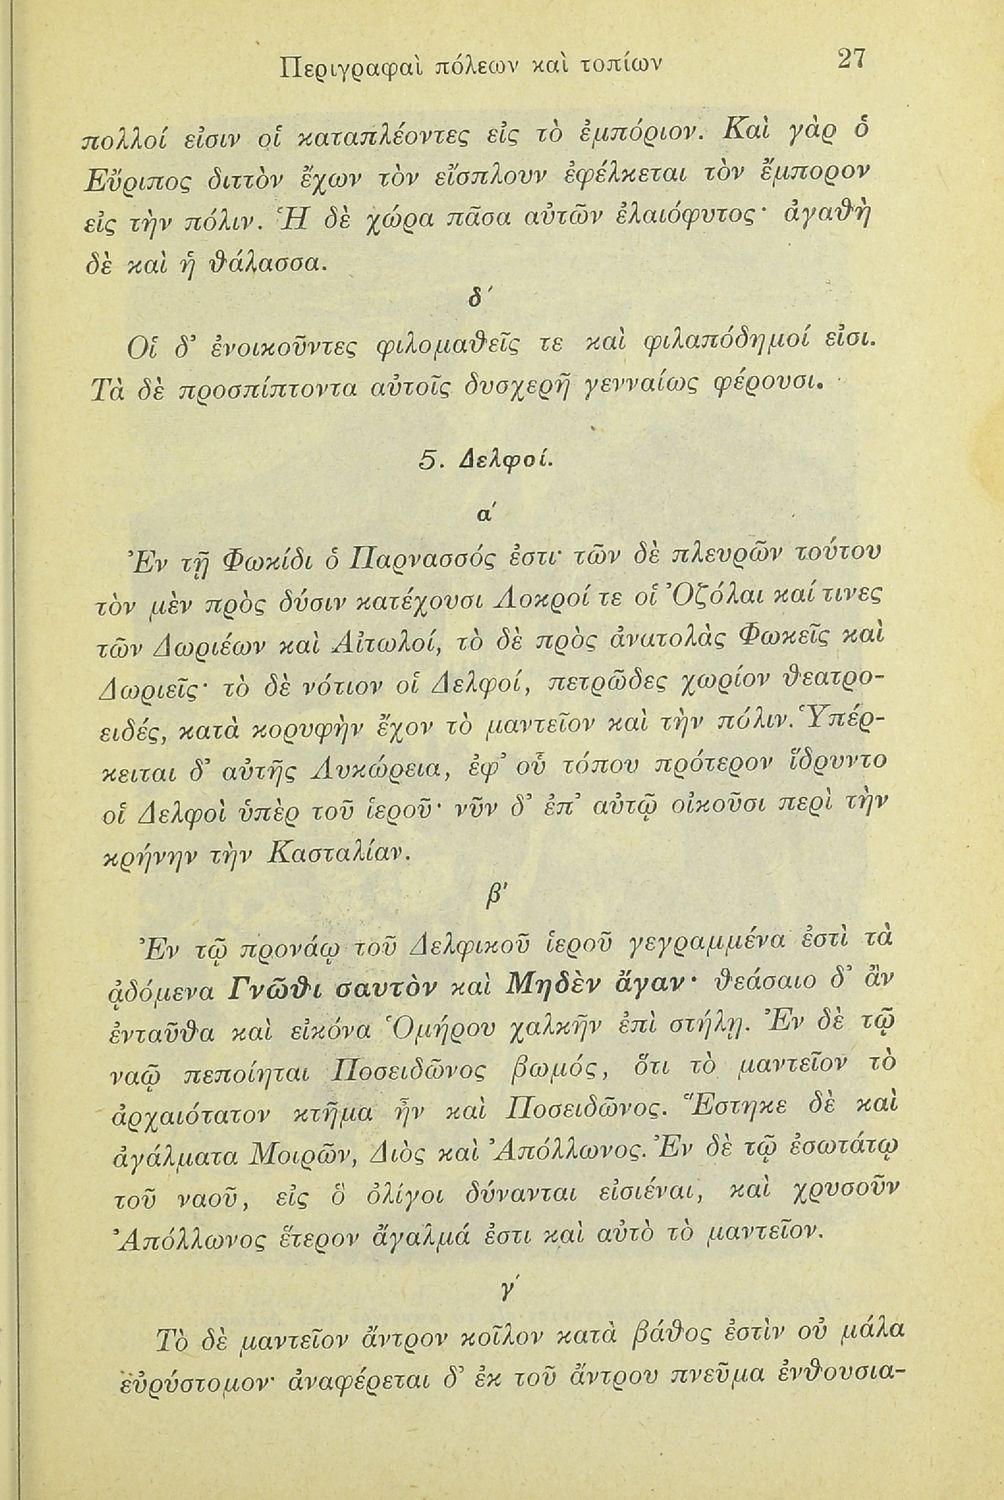 Περιγραφαὶ πόλεων καὶ τοπίων 27
πολλοί εἰσιν οἱ καταπλέοντες εἰς τὸ ἐμπόριον. Καὶ γὰρ ὁ
Εὔριπος διττὸν ἔχων τὸν εἴσπλουν ἐφέλκεται τὸν ἔμπορον
εἰς τὴν πόλιν. Ἡ δὲ χώρα πᾶσα αὐτῶν ἐλαιόφυτος· ἀγαθὴ
δὲ καὶ ἡ θάλασσα.
δ΄
Οἱ δ᾽ ἐνοικοῦντες φιλομαθεῖς τε καὶ φιλαπόδημοί εἰσι.
Τὰ δὲ προσπίπτοντα αὐτοῖς δυσχερῆ γενναίως φέρουσι.
5. Δελφοί.
α΄
Ἐν τῇ Φωκίδι ὁ Παρνασσός ἐστι· τῶν δὲ πλευρῶν τούτου
τὸν μὲν πρὸς δύσιν κατέχουσι Λοκροί τε οἱ Ὀζόλαι καί τινες
τῶν Δωριέων καὶ Αἰτωλοί, τὸ δὲ πρὸς ἀνατολὰς Φωκεῖς καὶ
Δωριεῖς· τὸ δὲ νότιον οἱ Δελφοί, πετρῶδες χωρίον θεατρο-
ειδές, κατὰ κορυφὴν ἔχον τὸ μαντεῖον καὶ τὴν πόλιν. Ὑπέρ-
κειται δ᾽ αὐτῆς Λυκώρεια, ἐφ᾽ οὗ τόπου πρότερον ἵδρυντο
οἱ Δελφοὶ ὑπὲρ τοῦ ἱεροῦ· νῦν δ᾽ ἐπ᾽ αὐτῷ οἰκοῦσι περὶ τὴν
κρήνην τὴν Κασταλίαν.
β΄
Ἐν τῷ προνάῳ τοῦ Δελφικοῦ ἱεροῦ γεγραμμένα ἐστὶ τὰ
ᾀδόμενα Γνῶθι σαυτὸν καὶ Μηδὲν ἄγαν· θεάσαιο δ᾽ ἂν
ἐνταῦθα καὶ εἰκόνα Ὁμήρου χαλκῆν ἐπὶ στήλῃ. Ἐν δὲ τῷ
ναῷ πεποίηται Ποσειδῶνος βωμός, ὅτι τὸ μαντεῖον τὸ
ἀρχαιότατον κτῆμα ἦν καὶ Ποσειδῶνος. Ἕστηκε δὲ καὶ
ἀγάλματα Μοιρῶν, Διὸς καὶ Ἀπόλλωνος. Ἐν δὲ τῷ ἐσωτάτῳ
τοῦ ναοῦ, εἰς ὃ ὀλίγοι δύνανται εἰσιέναι, καὶ χρυσοῦν
Ἀπόλλωνος ἕτερον ἄγαλμά ἐστι καὶ αὐτὸ τὸ μαντεῖον.
γ΄
Τὸ δὲ μαντεῖον ἄντρον κοῖλον κατὰ βάθος ἐστὶν οὐ μάλα
εὐρύστομον· ἀναφέρεται δ᾽ ἐκ τοῦ ἄντρου πνεῦμα ἐνθουσια-